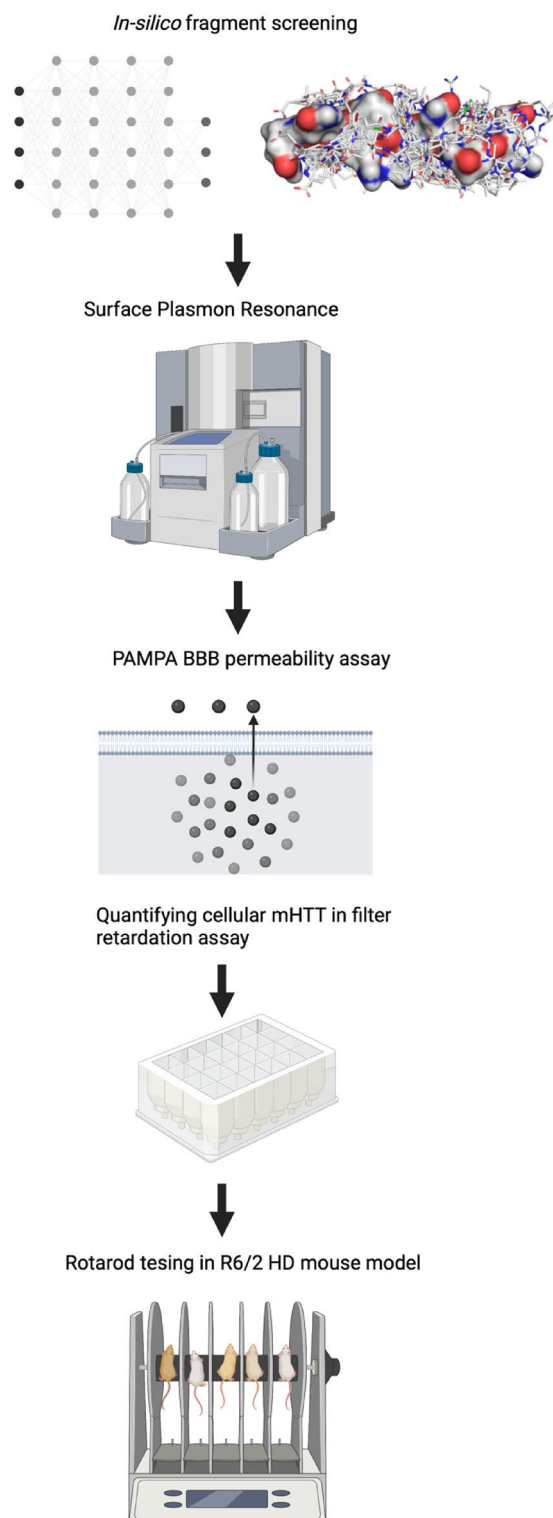 In-silico fragment screening
Surface Plasmon Resonance
PAMPA BBB permeability assay
Quantifying cellular mHTT in filter
retardation assay
Rotarod tesing in R6/2 HD mouse model